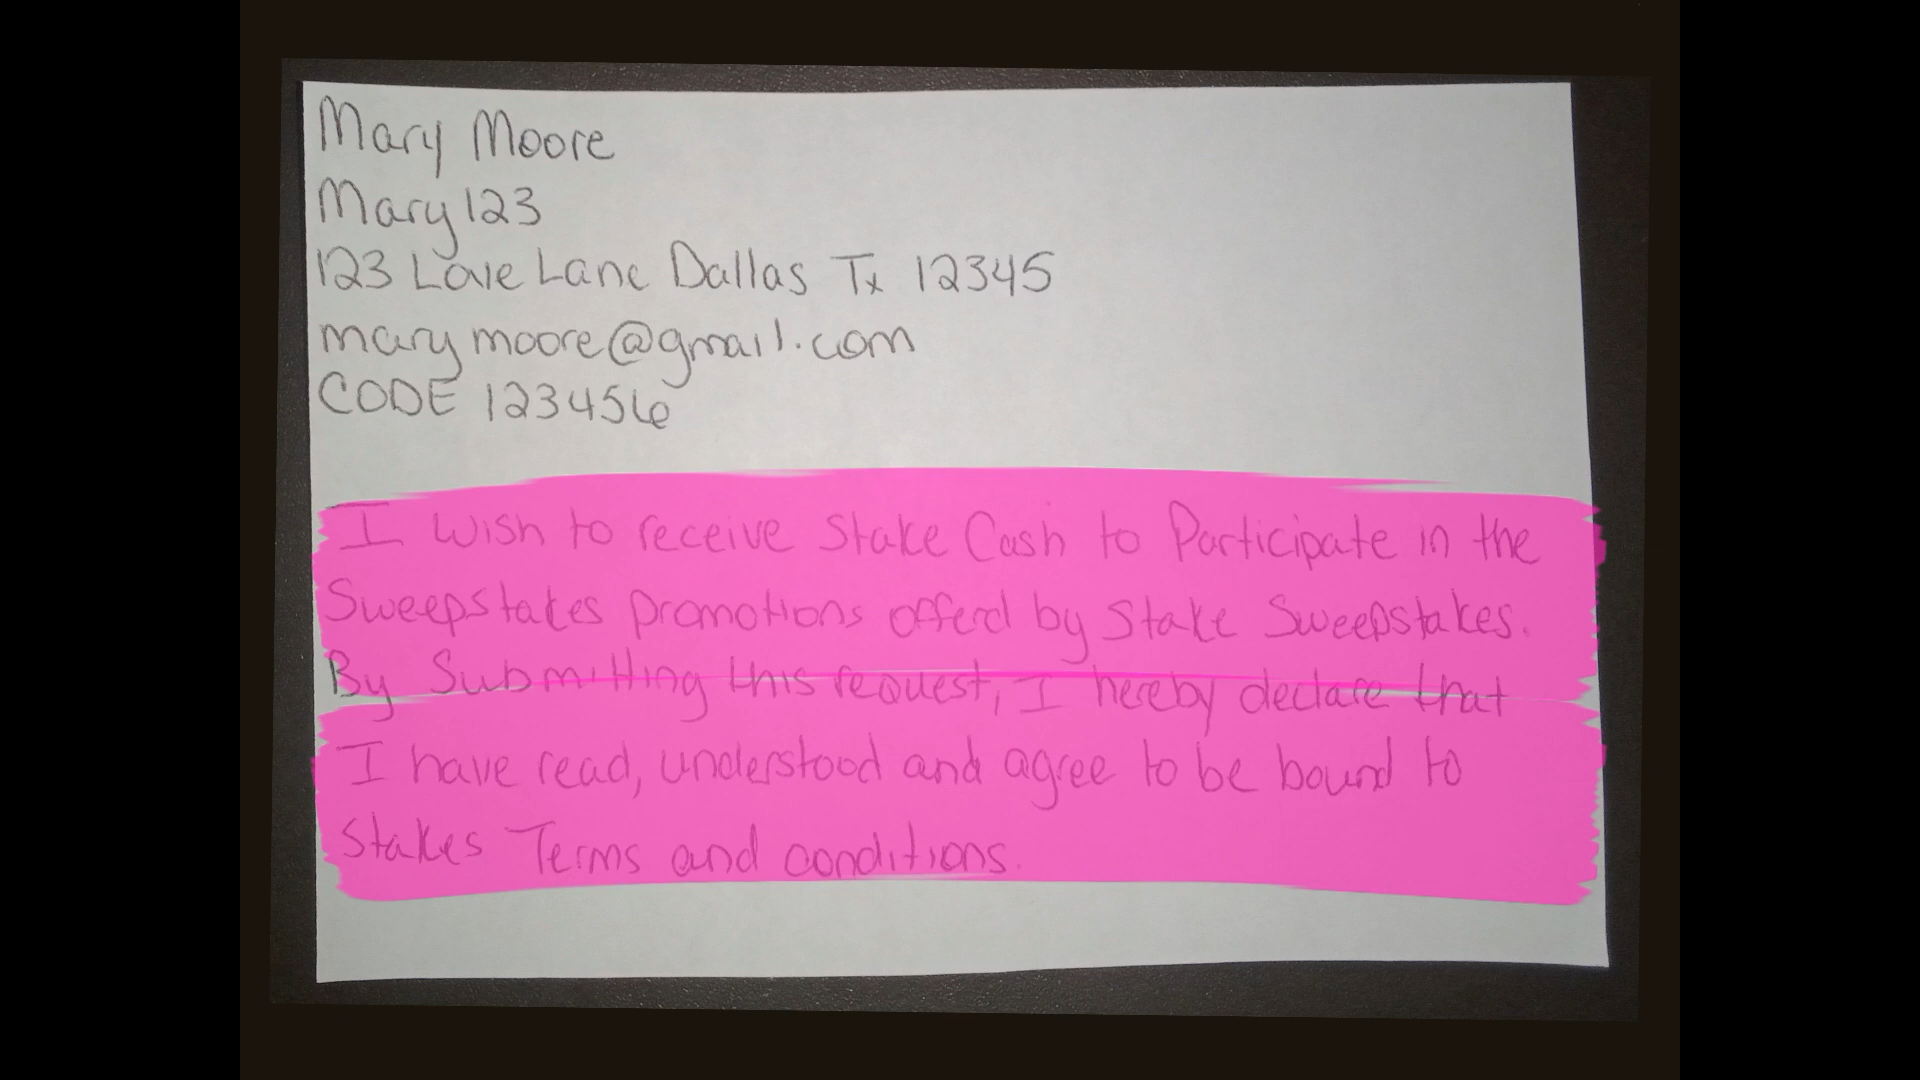 Mary Moore
Mary123
123 Love Lane Dallas Tx 12345
marymoore@gmail.com
CODE 123456
I wish to receive Stake Cash to Participate in the
Sweepstakes promotions offerd by Stake Sweepstakes.
By Submitting this request, I hereby declare that
I have read, understood and agree to be bound to
Stakes Terms and conditions.